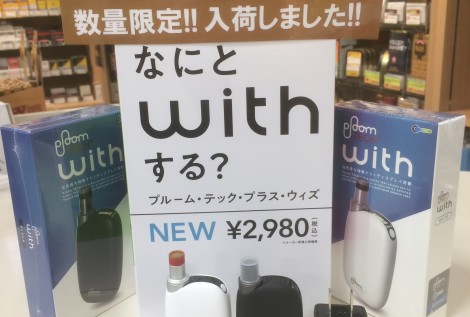 数量限定!! 入荷しました!!
なにと
with
する?
プルーム・テック・プラス・ウィズ
NEW ¥2,980(税込)
ploom
with
ploom
with